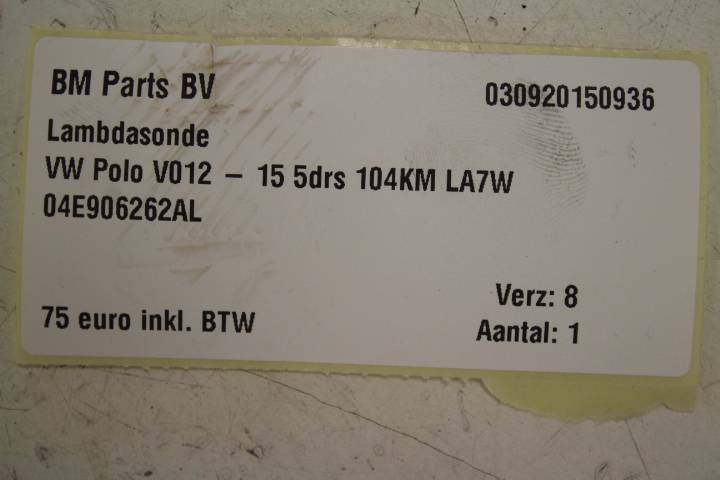 BM Parts BV
030920150936
Lambdasonde
VW Polo V012 – 15 5drs 104KM LA7W
04E906262AL
Verz: 8
75 euro inkl. BTW
Aantal: 1